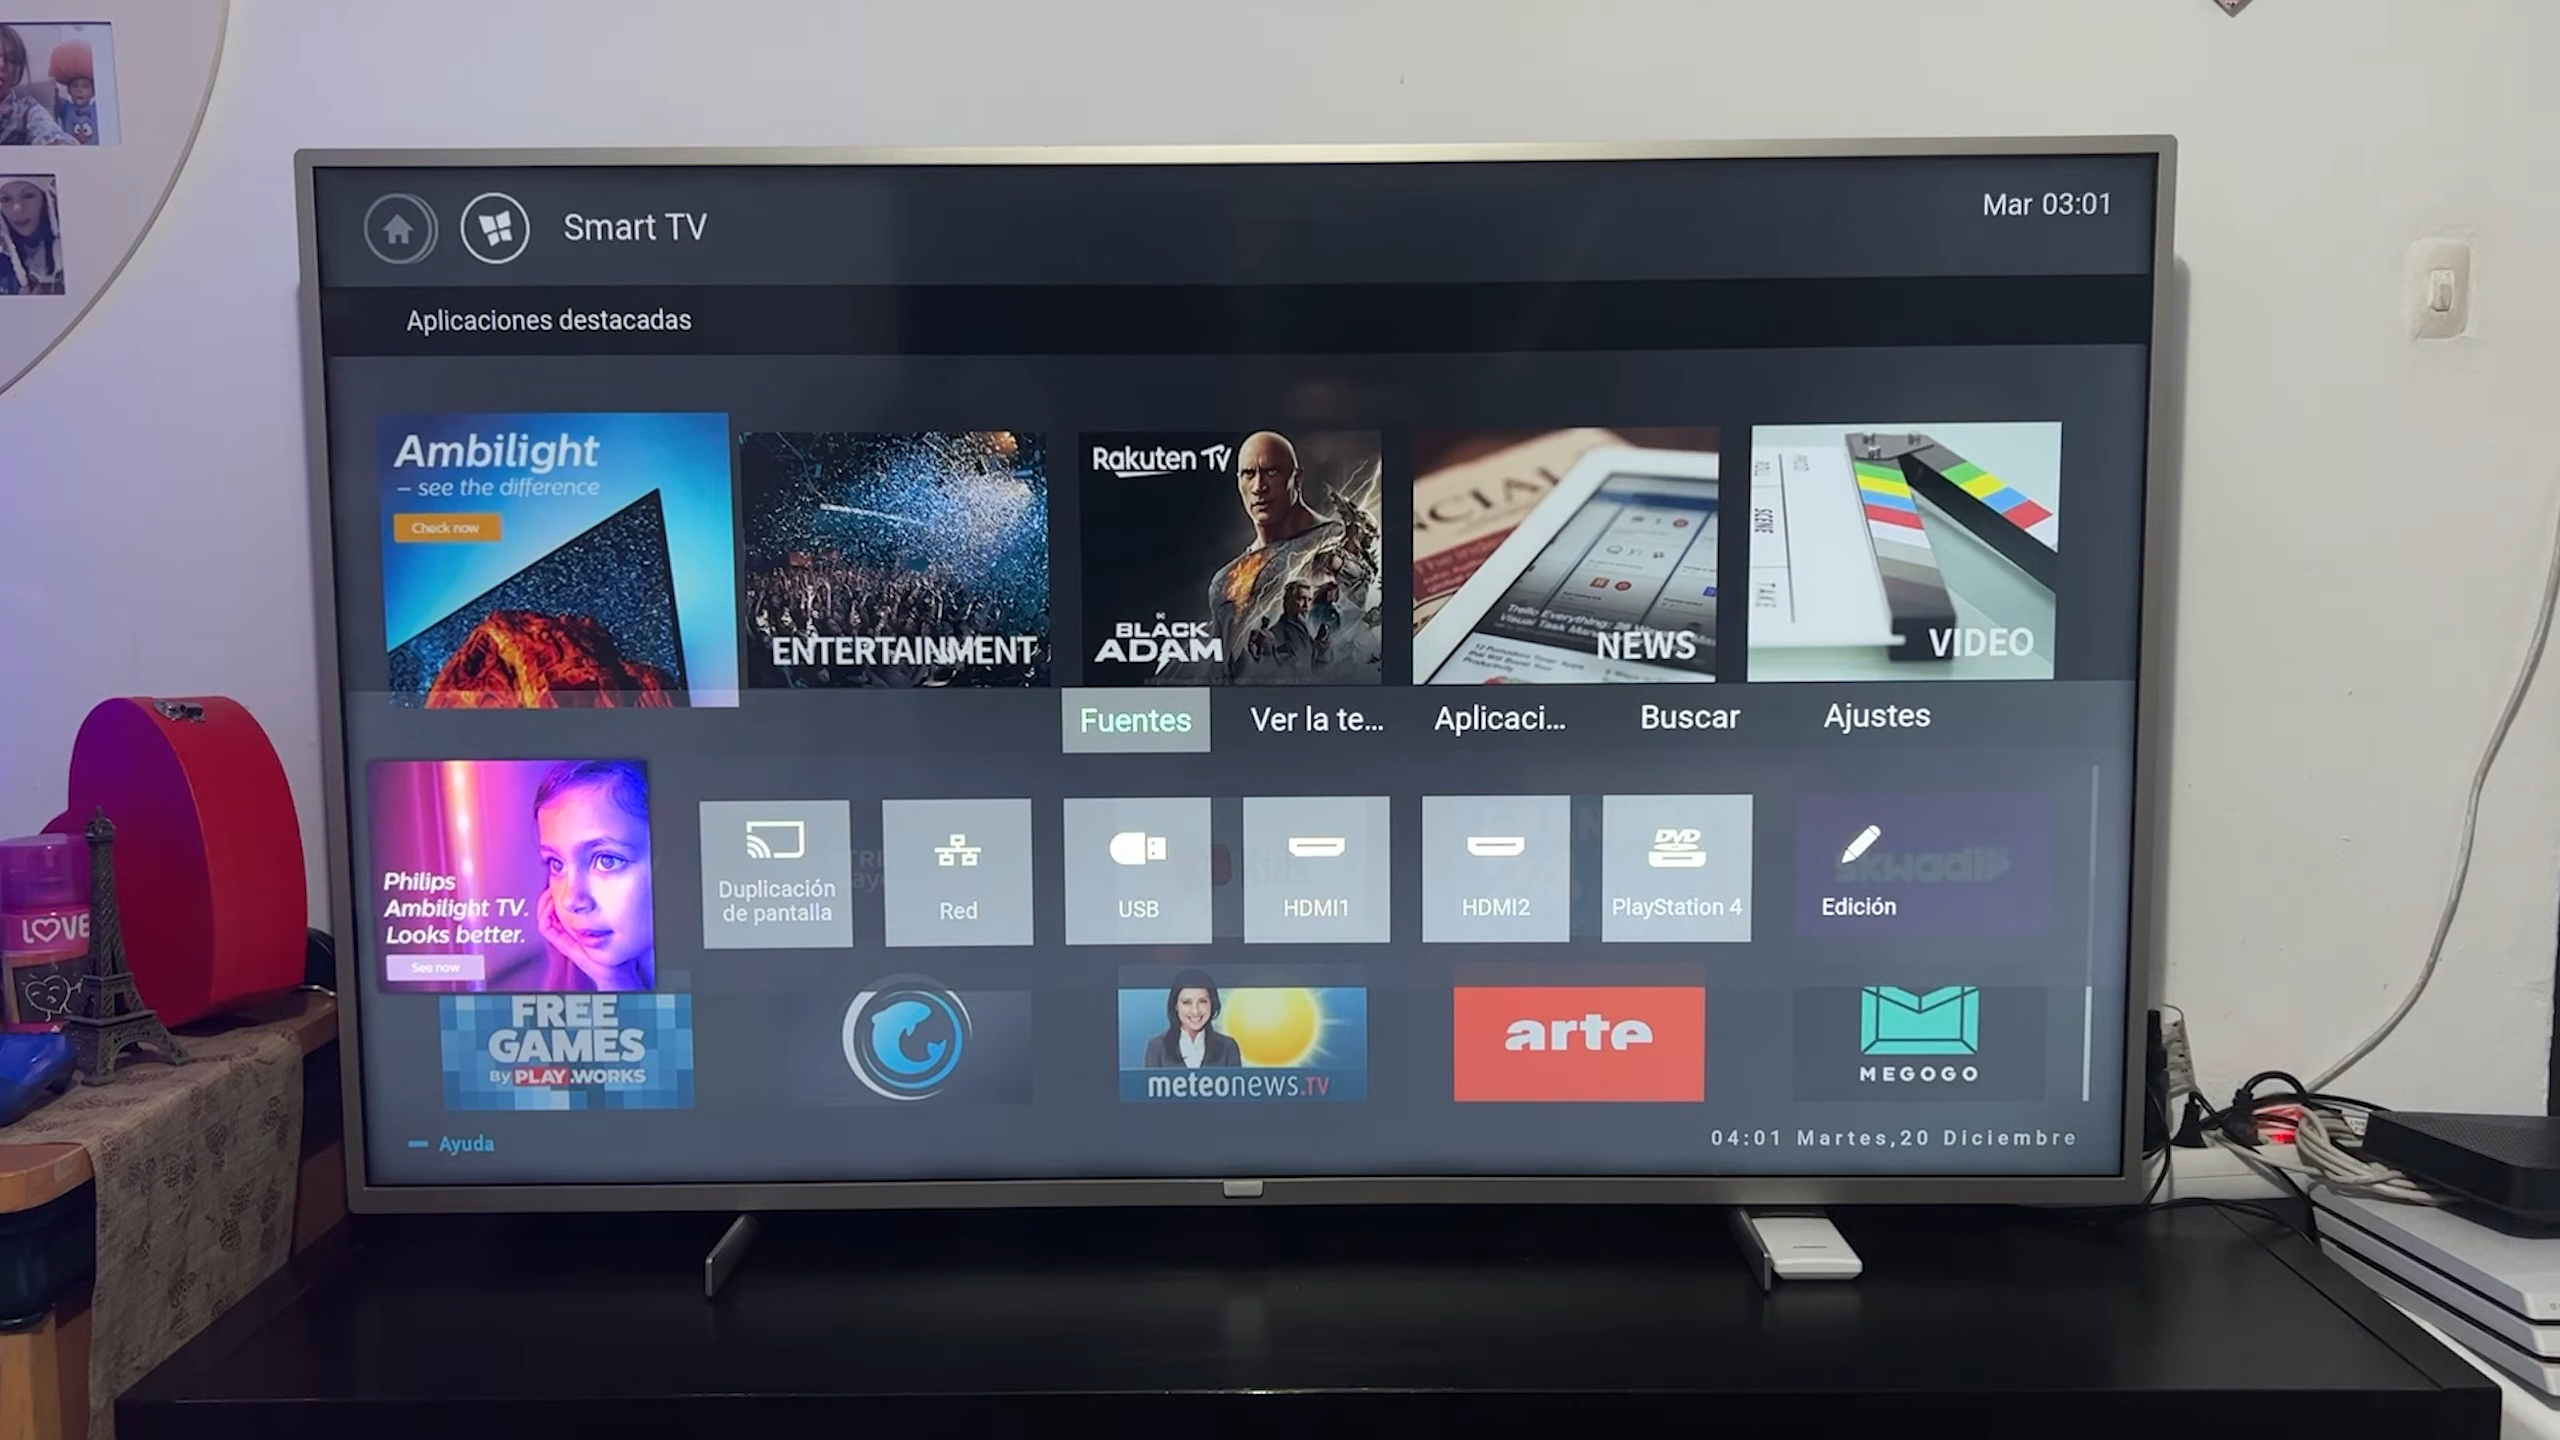 Smart TV
Mar 03:01
Aplicaciones destacadas
Ambilight
– see the difference
Check now
ENTERTAINMENT
Rakuten TV
BLACK
ADAM
NEWS
SCENE
TAKE
VIDEO
Fuentes
Ver la te...
Aplicaci...
Buscar
Ajustes
Philips
Ambilight TV.
Looks better.
See now
Duplicación
de pantalla
Red
USB
HDMI1
HDMI2
DVD
PlayStation 4
Edición
FREE
GAMES
By PLAY.WORKS
meteonews.TV
arte
MEGOGO
Ayuda
04:01 Martes,20 Diciembre
LOVE